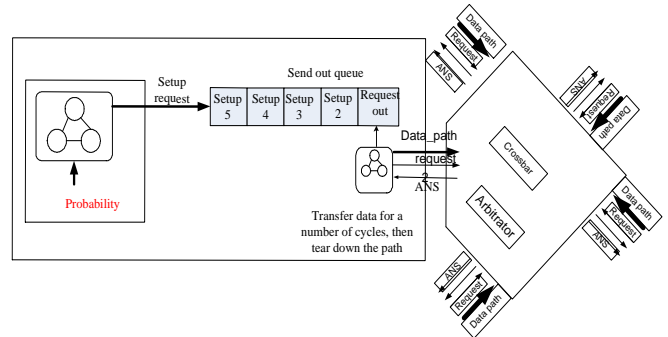 Setup
request
Send out queue
Setup
5
Setup
4
Setup
3
Setup
2
Request
out
Probability
Data_path
request
2
ANS
Transfer data for a
number of cycles, then
tear down the path
Crossbar
Arbitrator
Data path
Request
ANS
ANS
Request
Data path
Data path
Request
ANS
ANS
Request
Data path